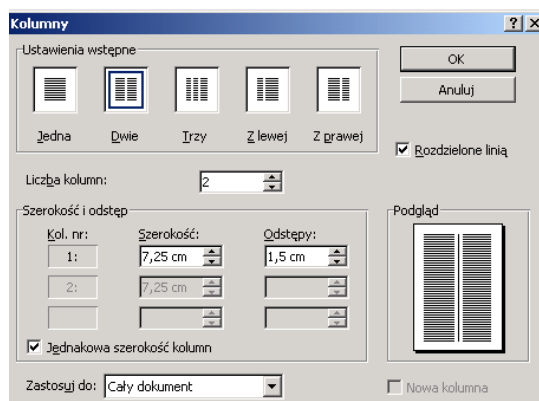 Kolumny
Ustawienia wstępne
Jedna Dwie Trzy Z lewej Z prawej
OK
Anuluj
Rozdzielone linią
Liczba kolumn: 2
Szerokość i odstęp
Kol. nr: Szerokość: Odstępy:
1: 7,25 cm 1,5 cm
2: 7,25 cm
Jednakowa szerokość kolumn
Podgląd
Zastosuj do: Cały dokument
Nowa kolumna